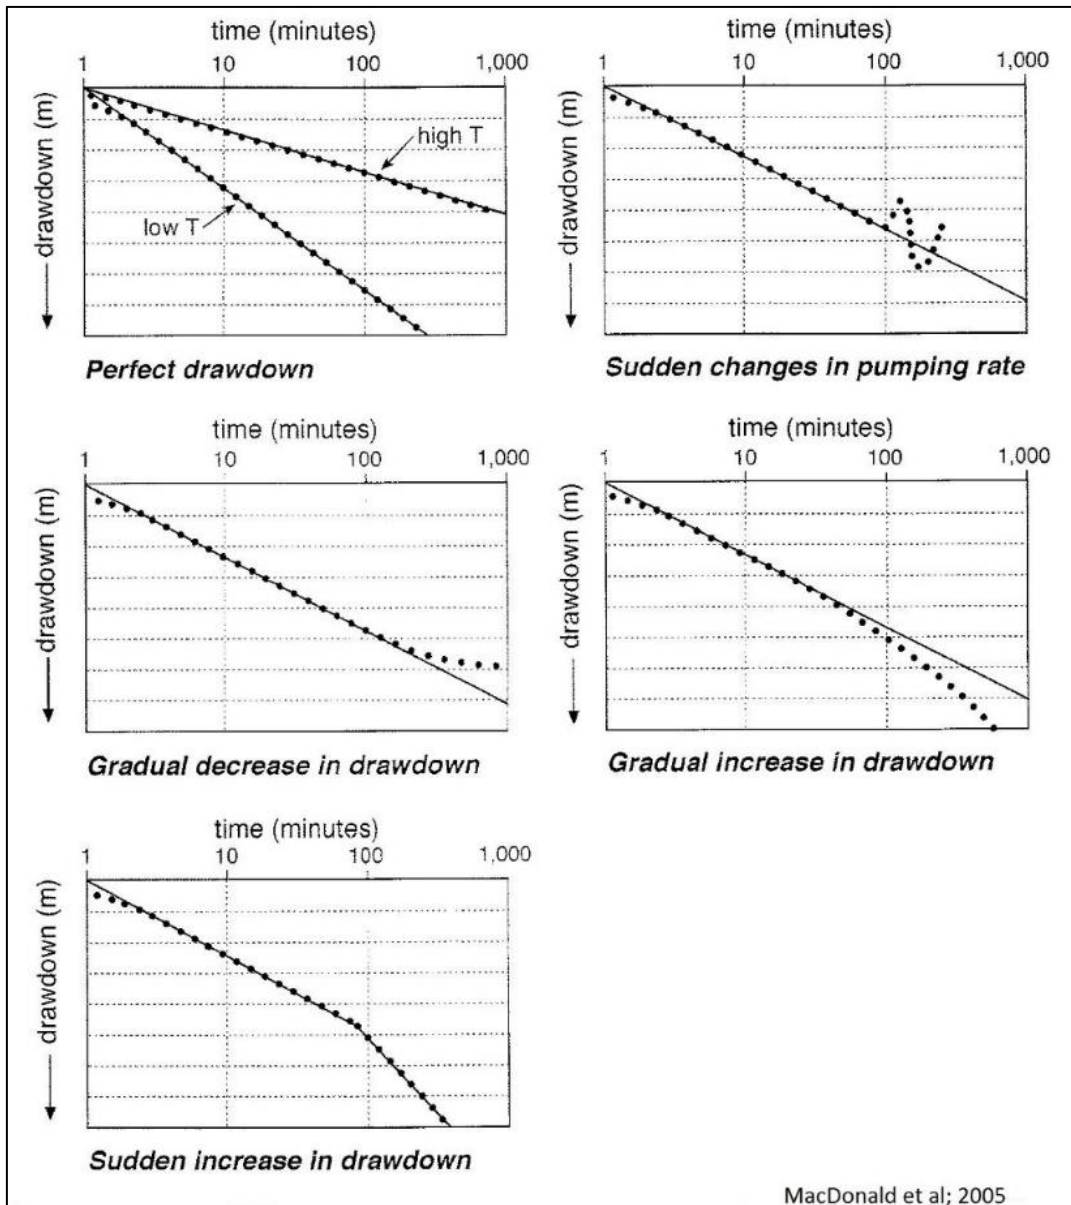 time (minutes)
1 10 100 1,000
drawdown (m)
high T
low T
Perfect drawdown
time (minutes)
1 10 100 1,000
drawdown (m)
Sudden changes in pumping rate
time (minutes)
1 10 100 1,000
drawdown (m)
Gradual decrease in drawdown
time (minutes)
1 10 100 1,000
drawdown (m)
Gradual increase in drawdown
time (minutes)
1 10 100 1,000
drawdown (m)
Sudden increase in drawdown
MacDonald et al; 2005